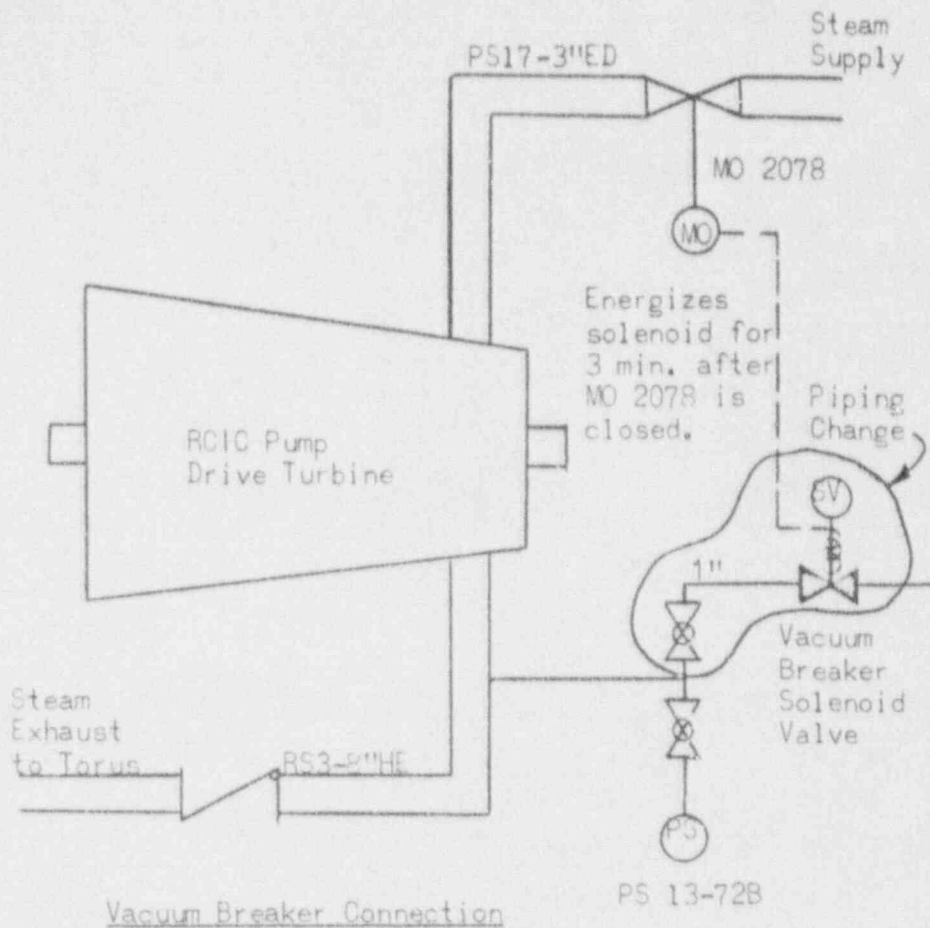 Steam
Supply
PS17-3"ED
MO 2078
MO
Energizes
solenoid for
3 min. after
MO 2078 is
closed.
Piping
Change
SV
RCIC Pump
Drive Turbine
1"
Vacuum
Breaker
Solenoid
Valve
Steam
Exhaust
to Torus
RS3-8"HE
PS
PS 13-72B
Vacuum Breaker Connection